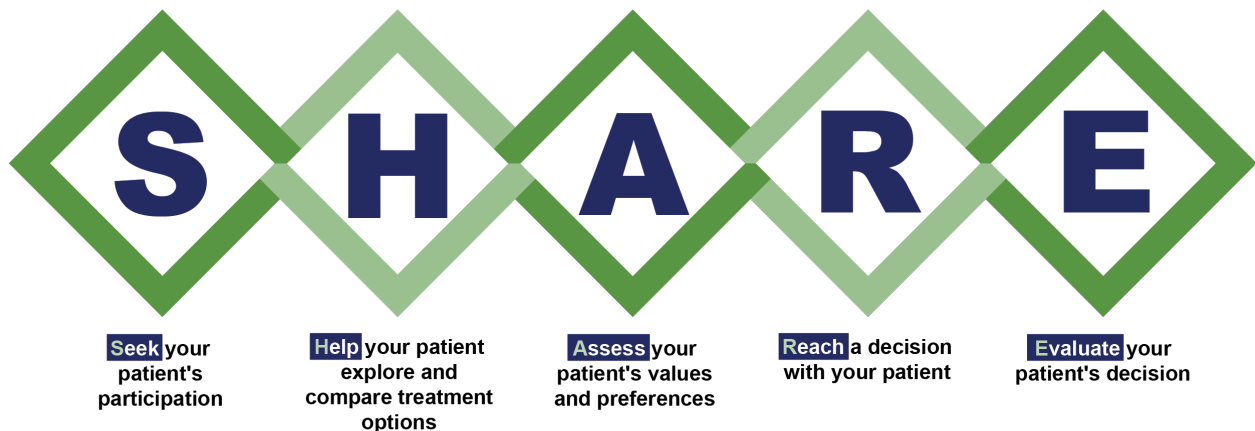 SHARE
Seek your
patient's
participation
Help your patient
explore and
compare treatment
options
Assess your
patient's values
and preferences
Reach a decision
with your patient
Evaluate your
patient's decision